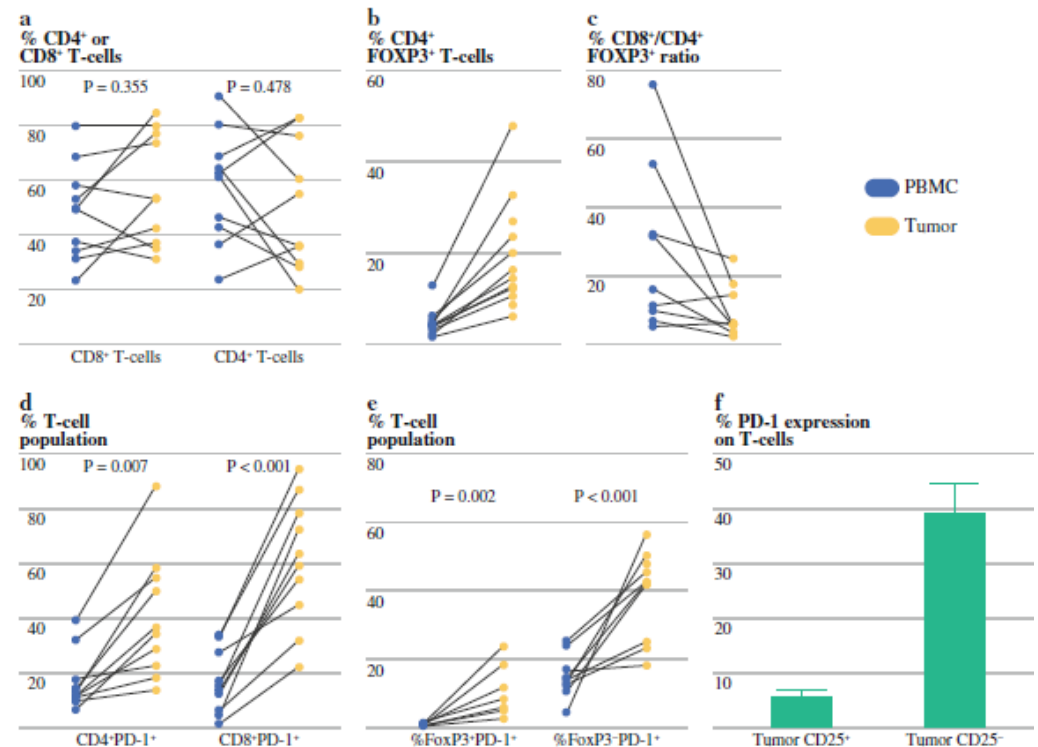 a
% CD4⁺ or
CD8⁺ T-cells
100
80
60
40
20
P = 0.355
P = 0.478
CD8⁺ T-cells
CD4⁺ T-cells
b
% CD4⁺
FOXP3⁺ T-cells
60
40
20
c
% CD8⁺/CD4⁺
FOXP3⁺ ratio
80
60
40
20
PBMC
Tumor
d
% T-cell
population
100
80
60
40
20
P = 0.007
P < 0.001
CD4⁺PD-1⁺
CD8⁺PD-1⁺
e
% T-cell
population
80
60
40
20
P = 0.002
P < 0.001
%FoxP3⁺PD-1⁺
%FoxP3⁻PD-1⁺
f
% PD-1 expression
on T-cells
50
40
30
20
10
Tumor CD25⁺
Tumor CD25⁻